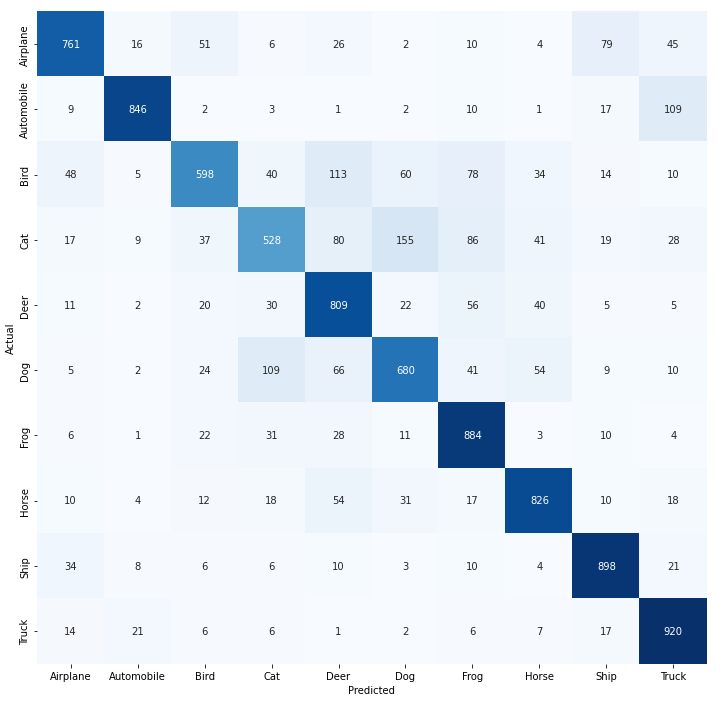 Actual
Airplane 761 16 51 6 26 2 10 4 79 45
Automobile 9 846 2 3 1 2 10 1 17 109
Bird 48 5 598 40 113 60 78 34 14 10
Cat 17 9 37 528 80 155 86 41 19 28
Deer 11 2 20 30 809 22 56 40 5 5
Dog 5 2 24 109 66 680 41 54 9 10
Frog 6 1 22 31 28 11 884 3 10 4
Horse 10 4 12 18 54 31 17 826 10 18
Ship 34 8 6 6 10 3 10 4 898 21
Truck 14 21 6 6 1 2 6 7 17 920
Airplane Automobile Bird Cat Deer Dog Frog Horse Ship Truck
Predicted